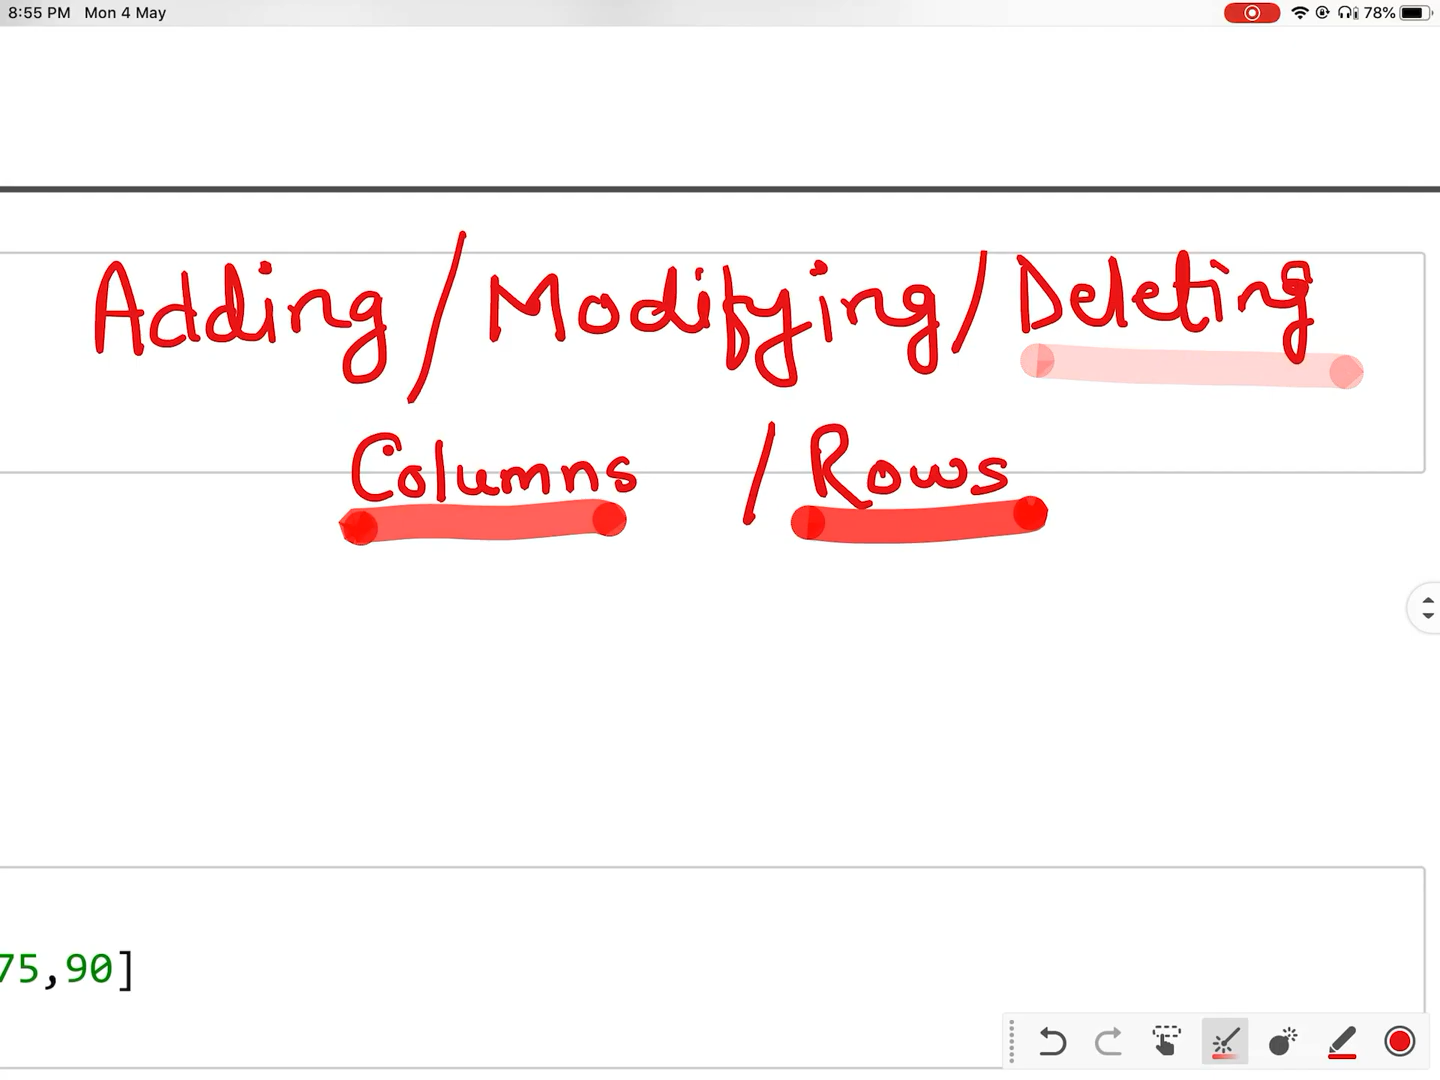 8:55 PM Mon 4 May 78%
Adding / Modifying / Deleting
Columns / Rows
75,90]